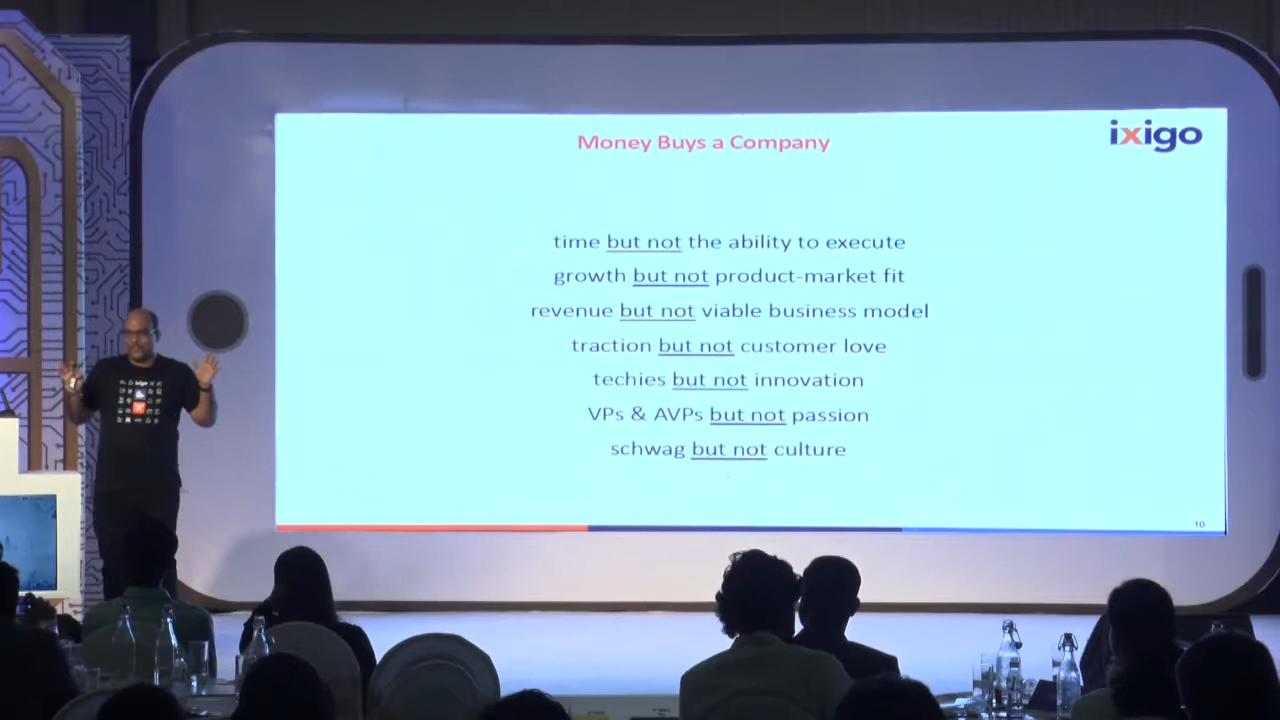 Money Buys a Company
ixigo
time but not the ability to execute
growth but not product-market fit
revenue but not viable business model
traction but not customer love
techies but not innovation
VPs & AVPs but not passion
schwag but not culture
10
ixigo